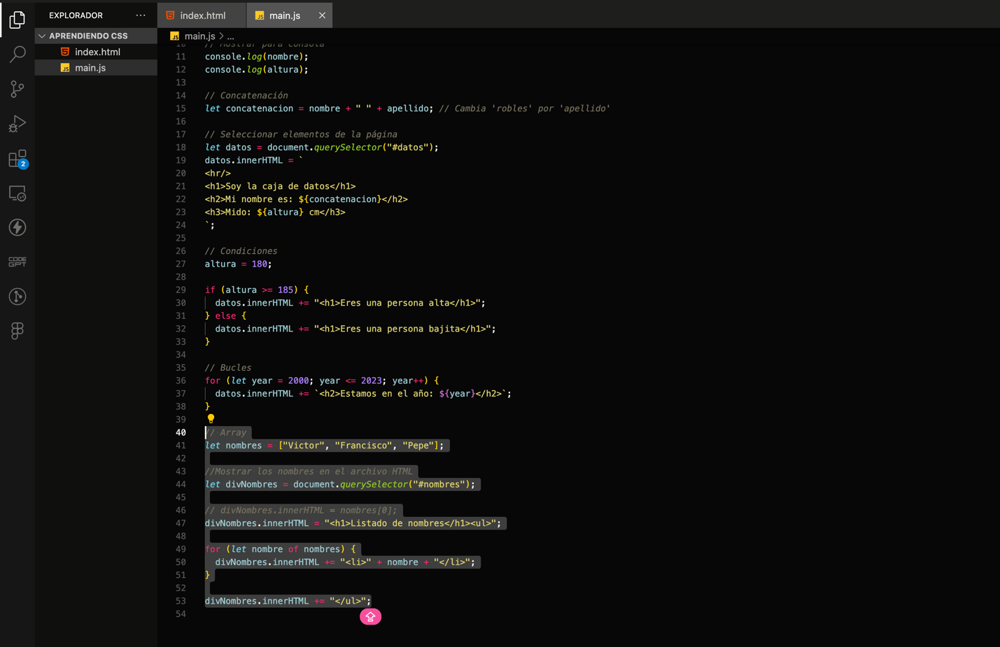 EXPLORADOR
APRENDIENDO CSS
index.html
main.js
2
CODE
GPT
index.html
JS main.js
JS main.js > ...
10 // Mostrar para consola
11 console.log(nombre);
12 console.log(altura);
13
14 // Concatenación
15 let concatenacion = nombre + " " + apellido; // Cambia 'robles' por 'apellido'
16
17 // Seleccionar elementos de la página
18 let datos = document.querySelector("#datos");
19 datos.innerHTML = `
20 <hr/>
21 <h1>Soy la caja de datos</h1>
22 <h2>Mi nombre es: ${concatenacion}</h2>
23 <h3>Mido: ${altura} cm</h3>
24 `;
25
26 // Condiciones
27 altura = 180;
28
29 if (altura >= 185) {
30 datos.innerHTML += "<h1>Eres una persona alta</h1>";
31 } else {
32 datos.innerHTML += "<h1>Eres una persona bajita</h1>";
33 }
34
35 // Bucles
36 for (let year = 2000; year <= 2023; year++) {
37 datos.innerHTML += `<h2>Estamos en el año: ${year}</h2>`;
38 }
39
40 // Array
41 let nombres = ["Victor", "Francisco", "Pepe"];
42
43 //Mostrar los nombres en el archivo HTML
44 let divNombres = document.querySelector("#nombres");
45
46 // divNombres.innerHTML = nombres[0];
47 divNombres.innerHTML = "<h1>Listado de nombres</h1><ul>";
48
49 for (let nombre of nombres) {
50 divNombres.innerHTML += "<li>" + nombre + "</li>";
51 }
52
53 divNombres.innerHTML += "</ul>";
54